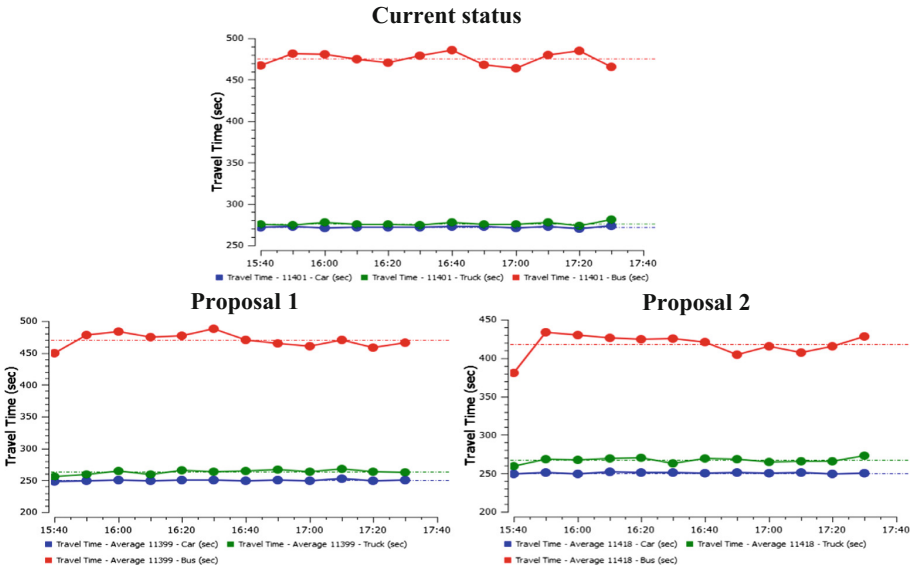 Current status
Travel Time (sec)
500
450
400
350
300
250
15:40 16:00 16:20 16:40 17:00 17:20 17:40
Travel Time - 11401 - Car (sec) Travel Time - 11401 - Truck (sec) Travel Time - 11401 - Bus (sec)
Proposal 1
Travel Time (sec)
500
450
400
350
300
250
200
15:40 16:00 16:20 16:40 17:00 17:20 17:40
Travel Time - Average 11399 - Car (sec) Travel Time - Average 11399 - Truck (sec)
Travel Time - Average 11399 - Bus (sec)
Proposal 2
Travel Time (sec)
450
400
350
300
250
200
15:40 16:00 16:20 16:40 17:00 17:20 17:40
Travel Time - Average 11418 - Car (sec) Travel Time - Average 11418 - Truck (sec)
Travel Time - Average 11418 - Bus (sec)